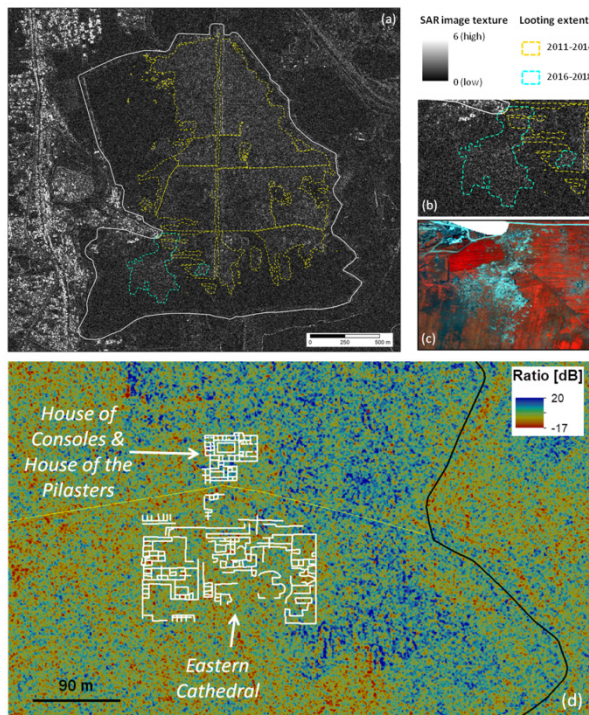 (a)
SAR image texture
6 (high)
0 (low)
Looting extent
2011-2014
2016-2018
0
250
500 m
(b)
(c)
Ratio [dB]
20
-17
House of
Consoles &
House of the
Pilasters
Eastern
Cathedral
90 m
(d)